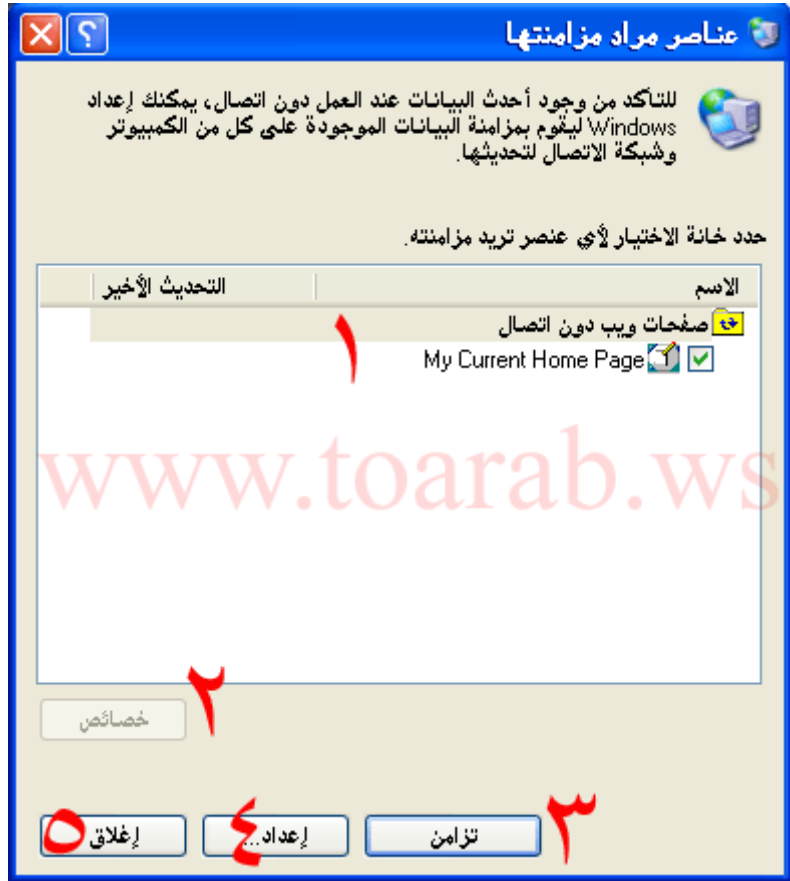 عناصر مراد مزامنتها
للتأكد من وجود أحدث البيانات عند العمل دون اتصال، يمكنك إعداد
Windows ليقوم بمزامنة البيانات الموجودة على كل من الكمبيوتر
وشبكة الاتصال لتحديثها.
حدد خانة الاختيار لأي عنصر تريد مزامنته.
الاسم التحديث الأخير
صفحات ويب دون اتصال
١
My Current Home Page
www.toarab.ws
٢
خصائص
٣
تزامن
٤
إعداد...
٥
إغلاق